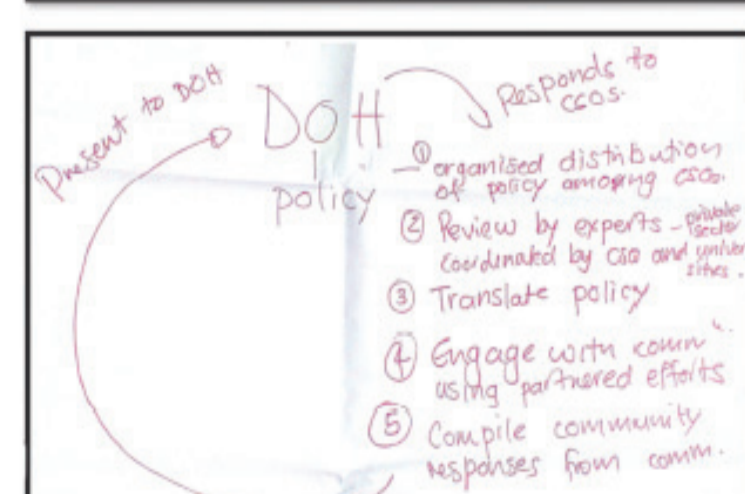 Present to DOH
DOH
policy
Responds to
CSOs.
① organised distribution
of policy amoging CSOs.
② Review by experts - private
sector
coordinated by CSO and univer
sities.
③ Translate policy
④ Engage with comm
using partnered efforts
⑤ Compile community
responses from comm.